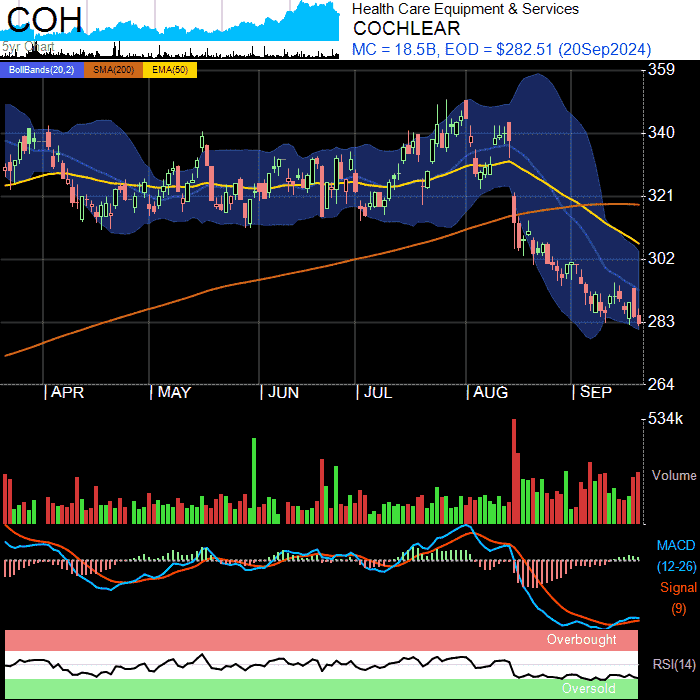 COH
5yr Chart
Health Care Equipment & Services
COCHLEAR
MC = 18.5B, EOD = $282.51 (20Sep2024)
BollBands(20,2) SMA(200) EMA(50)
359
340
321
302
283
264
APR MAY JUN JUL AUG SEP
534k
Volume
MACD
(12-26)
Signal
(9)
Overbought
RSI(14)
Oversold